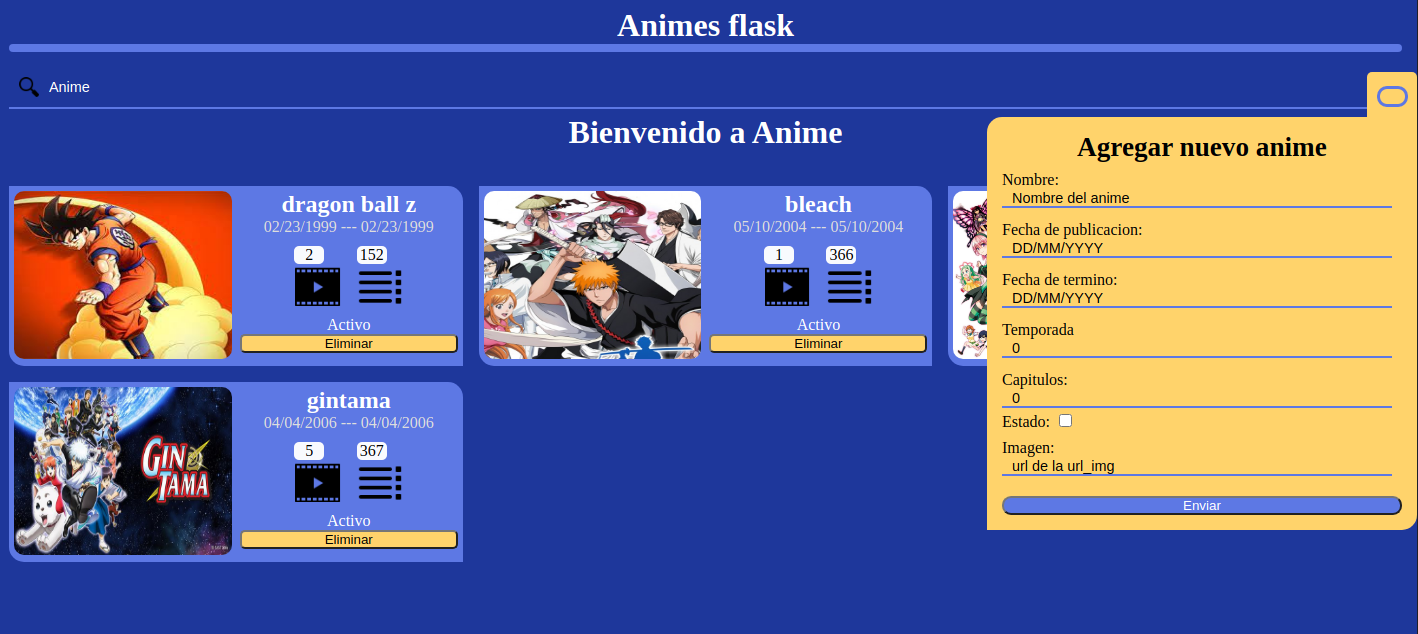 Animes flask
Anime
Bienvenido a Anime
dragon ball z
02/23/1999 --- 02/23/1999
2 152
Activo
Eliminar
bleach
05/10/2004 --- 05/10/2004
1 366
Activo
Eliminar
GINTAMA
gintama
04/04/2006 --- 04/04/2006
5 367
Activo
Eliminar
Agregar nuevo anime
Nombre:
Nombre del anime
Fecha de publicacion:
DD/MM/YYYY
Fecha de termino:
DD/MM/YYYY
Temporada
0
Capitulos:
0
Estado:
Imagen:
url de la url_img
Enviar